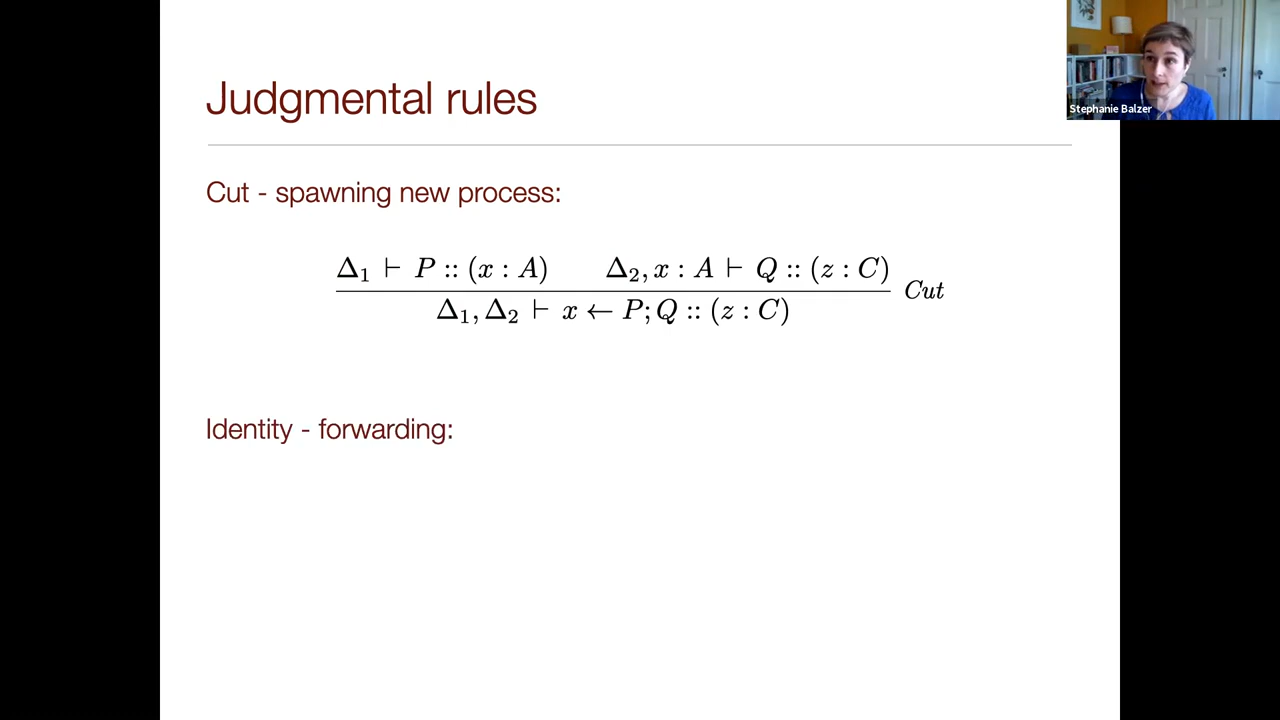 Judgmental rules
Stephanie Balzer
Cut - spawning new process:
Δ₁ ⊢ P :: (x : A)    Δ₂, x : A ⊢ Q :: (z : C)
Cut
Δ₁, Δ₂ ⊢ x ← P; Q :: (z : C)
Identity - forwarding: